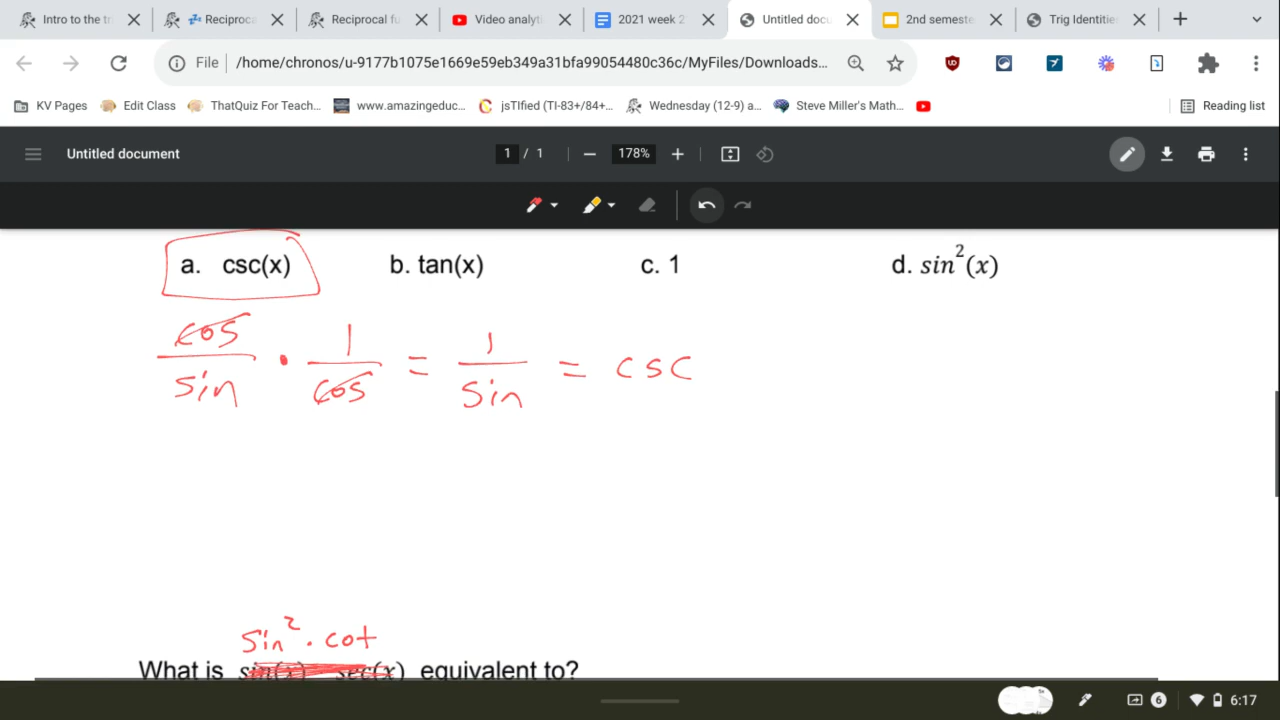 Intro to the tr
💤 Reciproca
Reciprocal fu
Video analyti
2021 week 2
Untitled docu
2nd semeste
Trig Identitie
File
/home/chronos/u-9177b1075e1669e59eb349a31bfa99054480c36c/MyFiles/Downloads...
KV Pages
Edit Class
ThatQuiz For Teach...
www.amazingeduc...
jsTIfied (TI-83+/84+...
Wednesday (12-9) a...
Steve Miller's Math...
Reading list
Untitled document
1 / 1
178%
a. csc(x)
b. tan(x)
c. 1
d. sin²(x)
cos/sin · 1/cos = 1/sin = csc
sin² · cot
What is sin(x) sec(x) equivalent to?
6
6:17